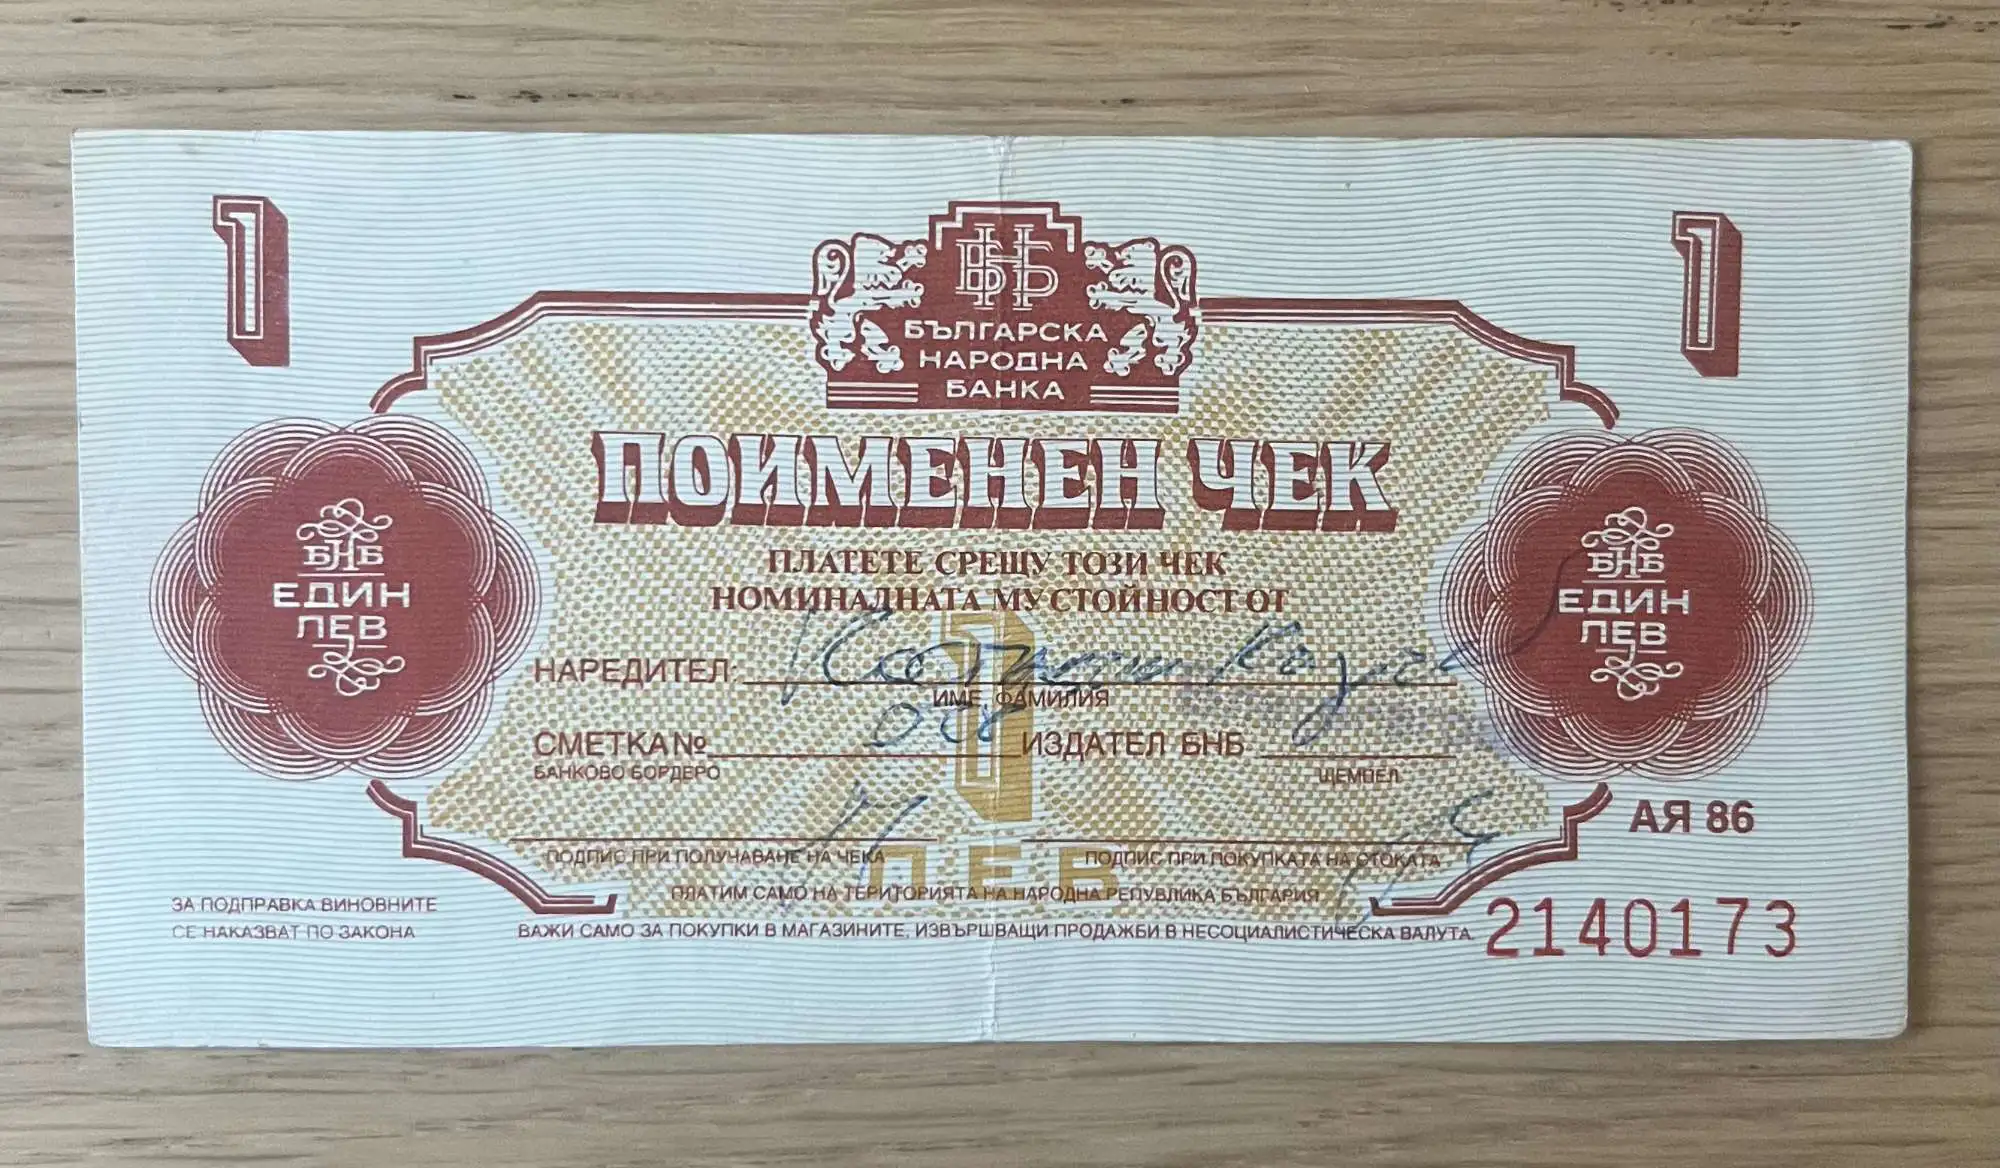 1
1
БНБ
БЪЛГАРСКА
НАРОДНА
БАНКА
ПОИМЕНЕН ЧЕК
ПЛАТЕТЕ СРЕЩУ ТОЗИ ЧЕК
НОМИНАЛНАТА МУ СТОЙНОСТ ОТ
БНБ
ЕДИН
ЛЕВ
БНБ
ЕДИН
ЛЕВ
НАРЕДИТЕЛ:
ИМЕ ФАМИЛИЯ
СМЕТКА № ИЗДАТЕЛ БНБ
БАНКОВО БОРДЕРО ЩЕМПЕЛ
1
ЛЕВ
АЯ 86
ПОДПИС ПРИ ПОЛУЧАВАНЕ НА ЧЕКА ПОДПИС ПРИ ПОКУПКАТА НА СТОКАТА
ПЛАТИМ САМО НА ТЕРИТОРИЯТА НА НАРОДНА РЕПУБЛИКА БЪЛГАРИЯ
ЗА ПОДПРАВКА ВИНОВНИТЕ
СЕ НАКАЗВАТ ПО ЗАКОНА
ВАЖИ САМО ЗА ПОКУПКИ В МАГАЗИНИТЕ, ИЗВЪРШВАЩИ ПРОДАЖБИ В НЕСОЦИАЛИСТИЧЕСКА ВАЛУТА.
2140173